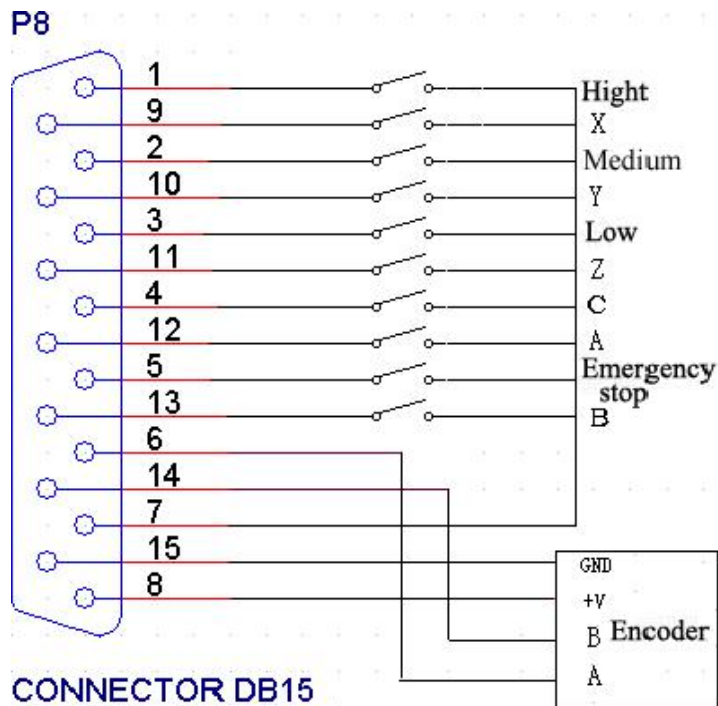 P8
1 Hight
9 X
2 Medium
10 Y
3 Low
11 Z
4 C
12 A
5 Emergency
stop
13 B
6
14
7
15 GND
8 +V
B Encoder
A
CONNECTOR DB15